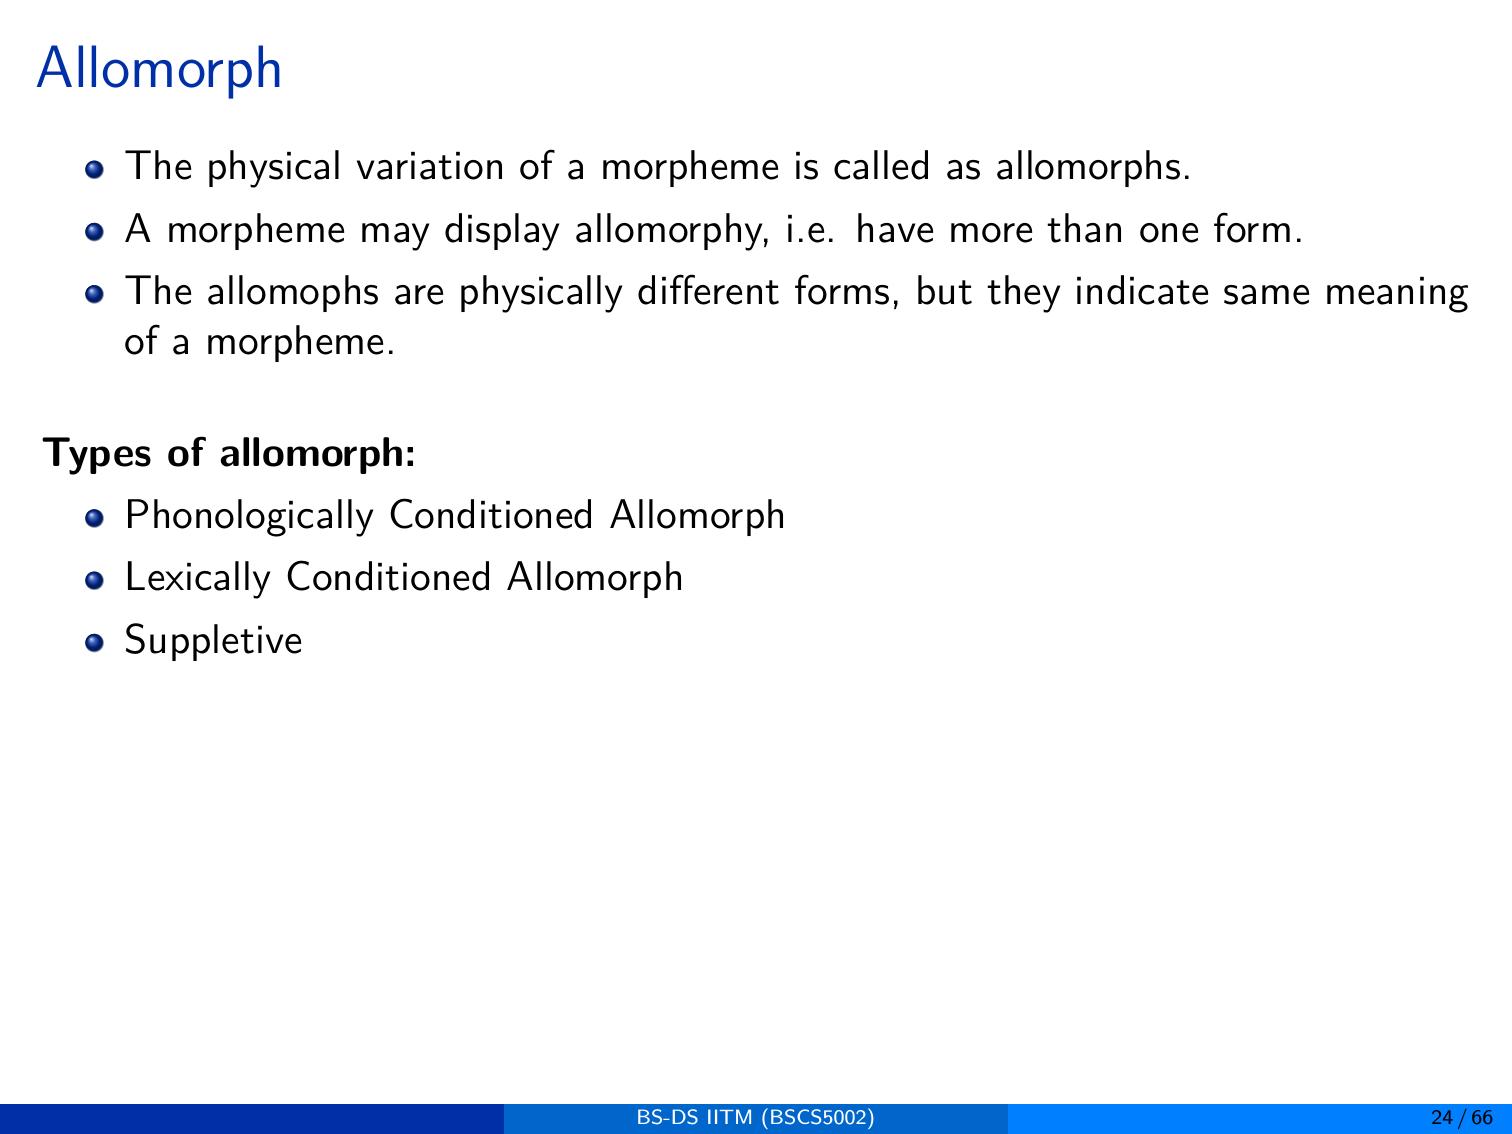 Allomorph
The physical variation of a morpheme is called as allomorphs.
A morpheme may display allomorphy, i.e. have more than one form.
The allomophs are physically different forms, but they indicate same meaning
of a morpheme.
Types of allomorph:
Phonologically Conditioned Allomorph
Lexically Conditioned Allomorph
Suppletive
BS-DS IITM (BSCS5002)
24 / 66